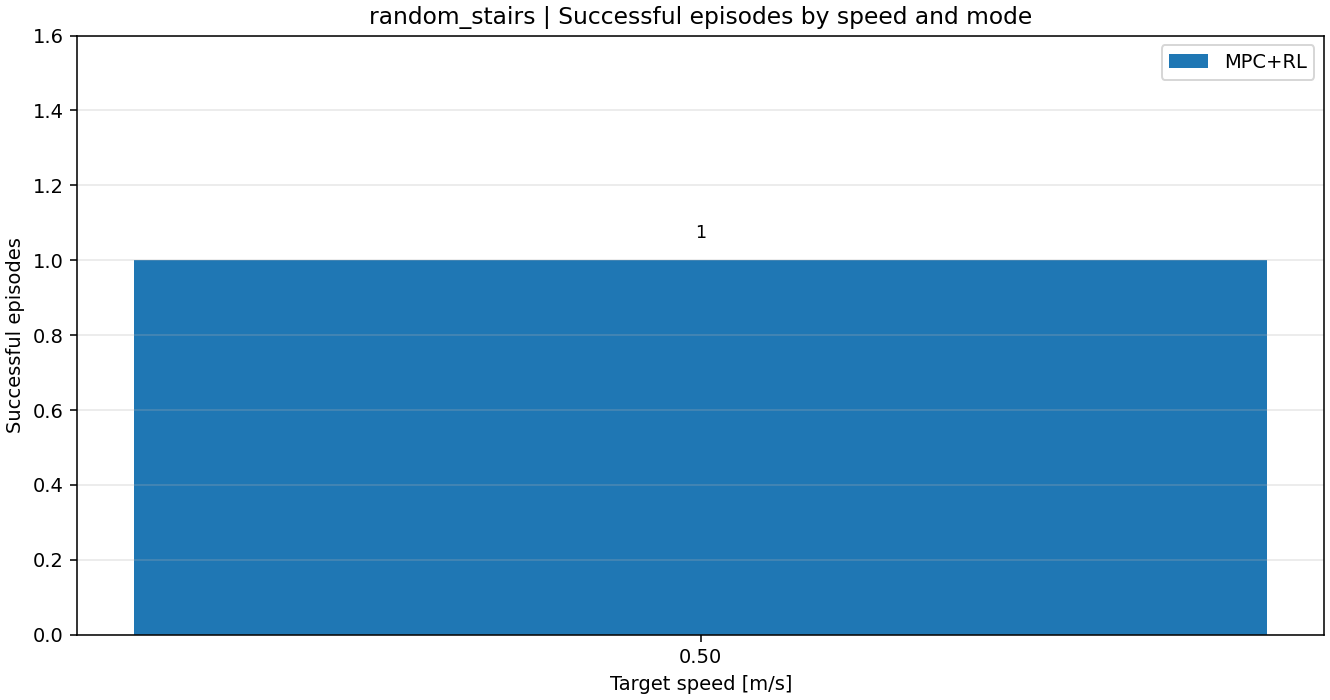 random_stairs | Successful episodes by speed and mode
1.6
MPC+RL
1.4
1.2
1
1.0
0.8
0.6
0.4
0.2
0.0
Successful episodes
0.50
Target speed [m/s]